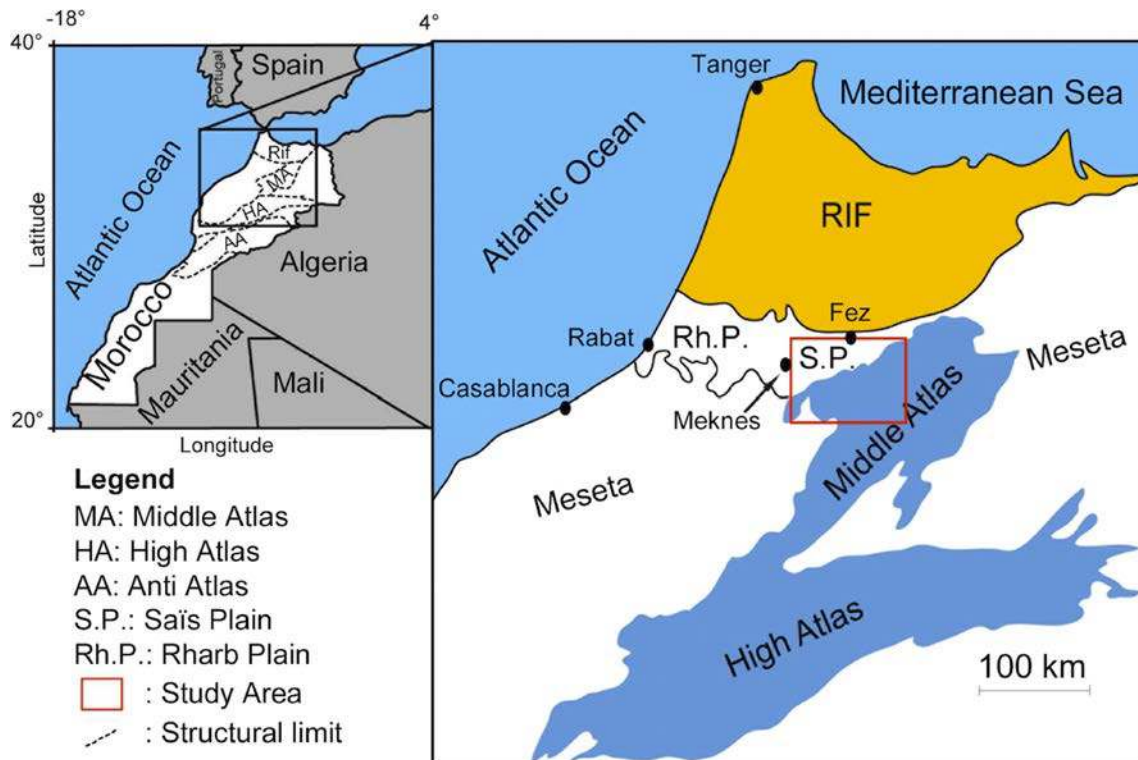 -18°
4°
40°
20°
Latitude
Longitude
Portugal
Spain
Atlantic Ocean
Rif
MA
HA
AA
Algeria
Morocco
Mauritania
Mali
Legend
MA: Middle Atlas
HA: High Atlas
AA: Anti Atlas
S.P.: Saïs Plain
Rh.P.: Rharb Plain
: Study Area
: Structural limit
Tanger
Mediterranean Sea
Atlantic Ocean
RIF
Fez
Rabat
Rh.P.
S.P.
Meseta
Casablanca
Meknes
Middle Atlas
Meseta
High Atlas
100 km